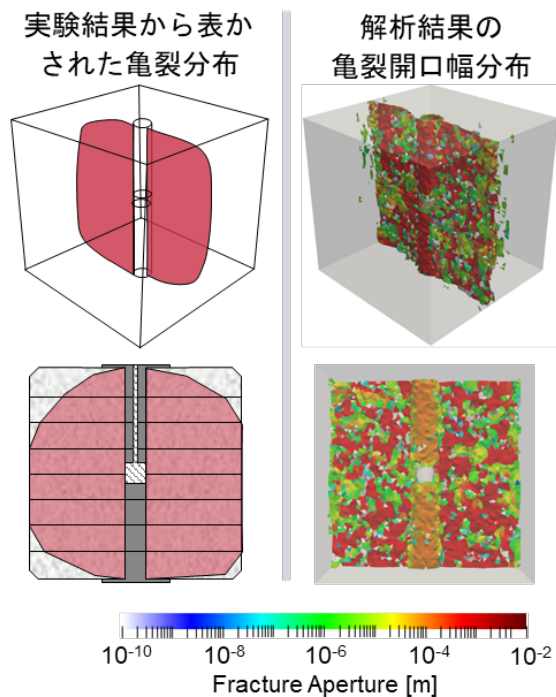 実験結果から表か
された亀裂分布
解析結果の
亀裂開口幅分布
10-10 10-8 10-6 10-4 10-2
Fracture Aperture [m]